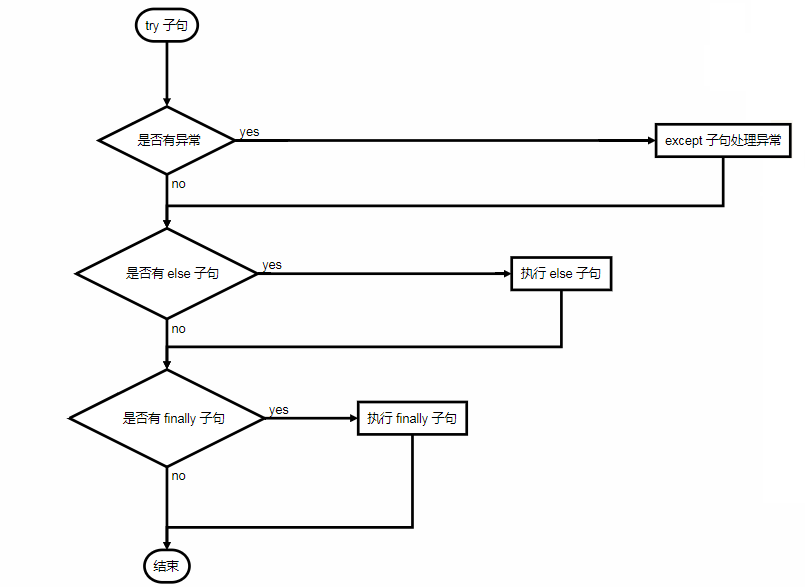 try 子句
是否有异常
yes
except 子句处理异常
no
是否有 else 子句
yes
执行 else 子句
no
是否有 finally 子句
yes
执行 finally 子句
no
结束